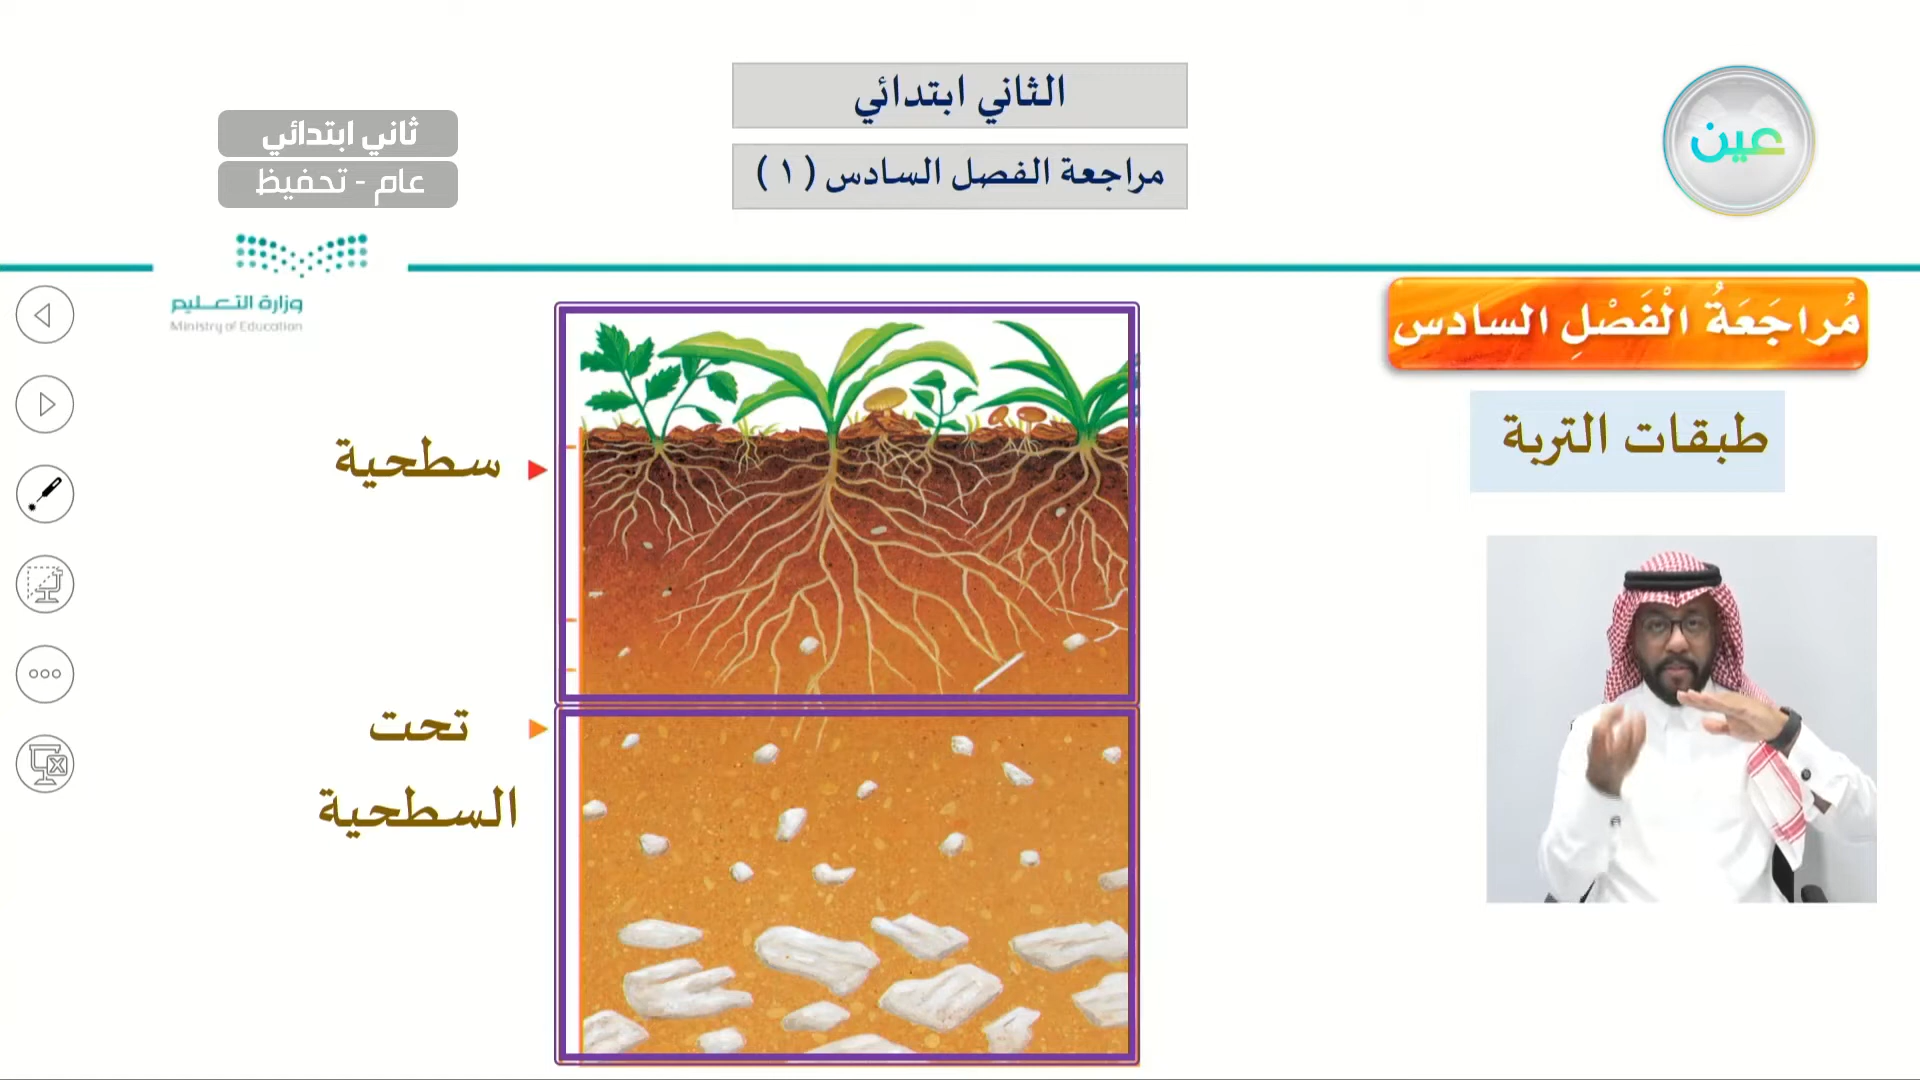 الثاني ابتدائي
مراجعة الفصل السادس ( ١ )
عين
ثاني ابتدائي
عام - تحفيظ
وزارة التعليم
Ministry of Education
مُراجَعَةُ الْفَصْلِ السادس
طبقات التربة
سطحية
تحت
السطحية